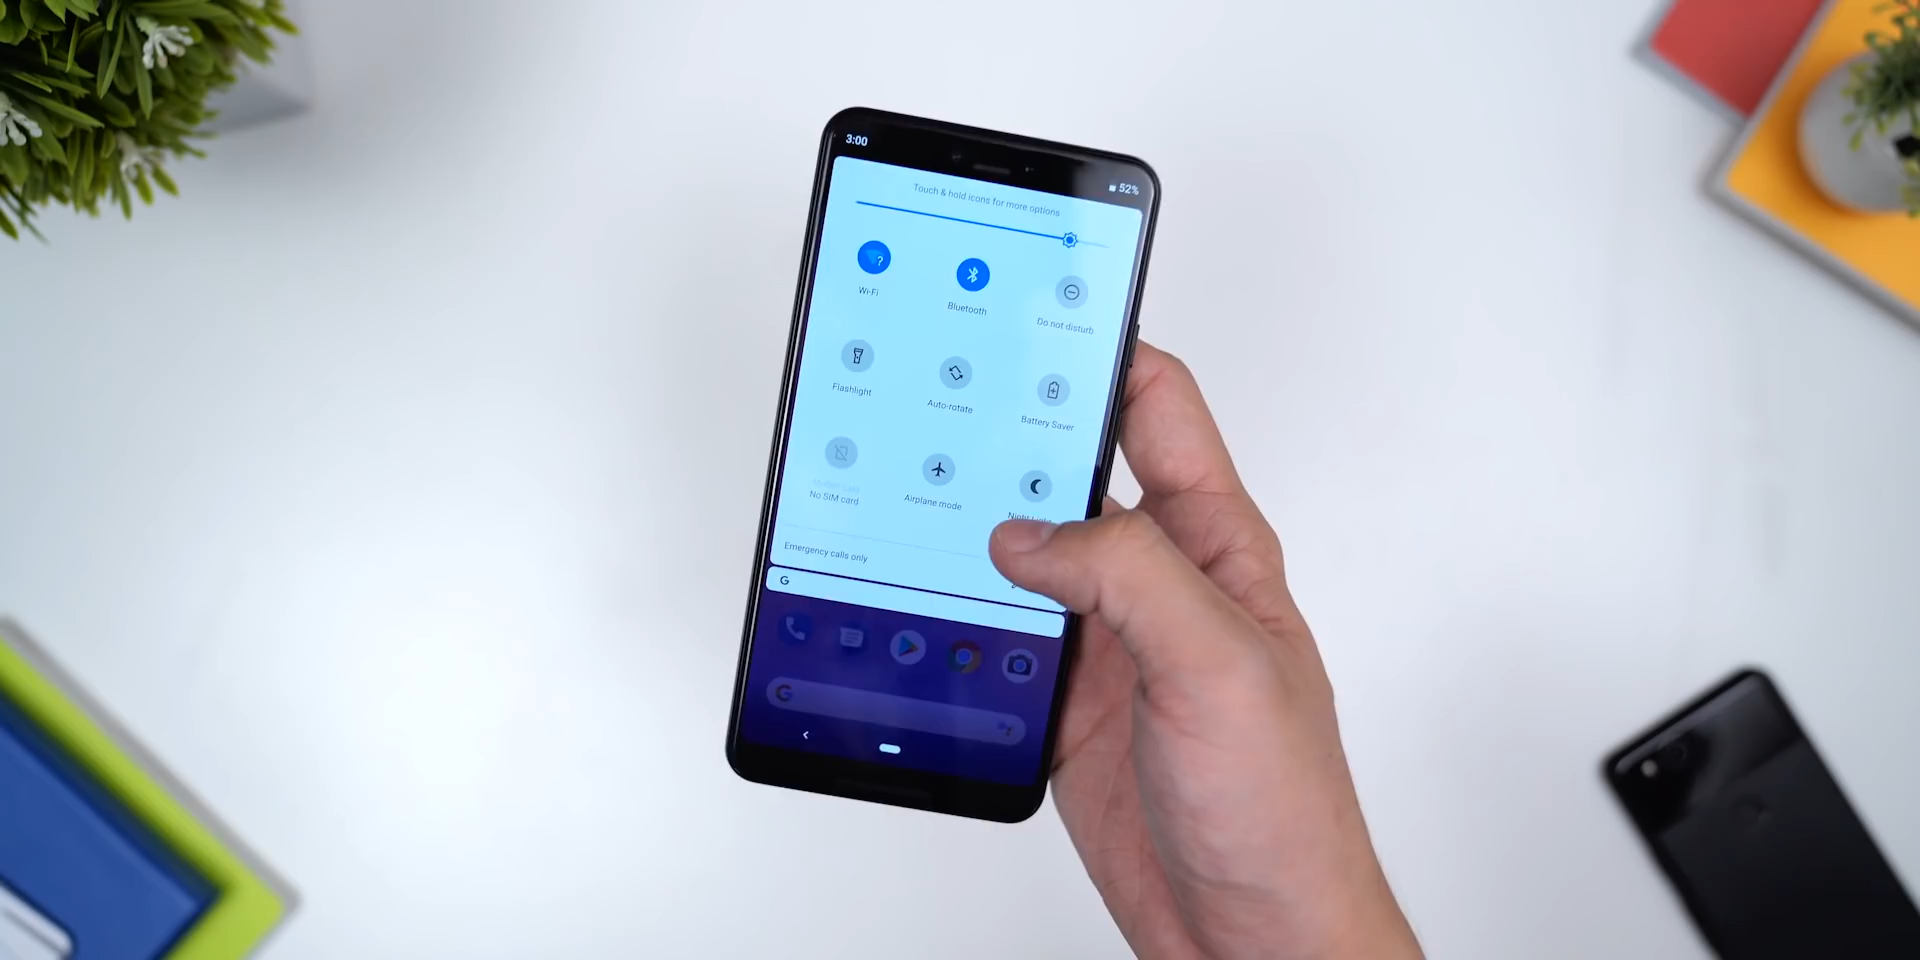 3:00
52%
Touch & hold icons for more options
?
Wi-Fi
Bluetooth
Do not disturb
Flashlight
Auto-rotate
Battery Saver
No SIM card
Airplane mode
Emergency calls only
G
G